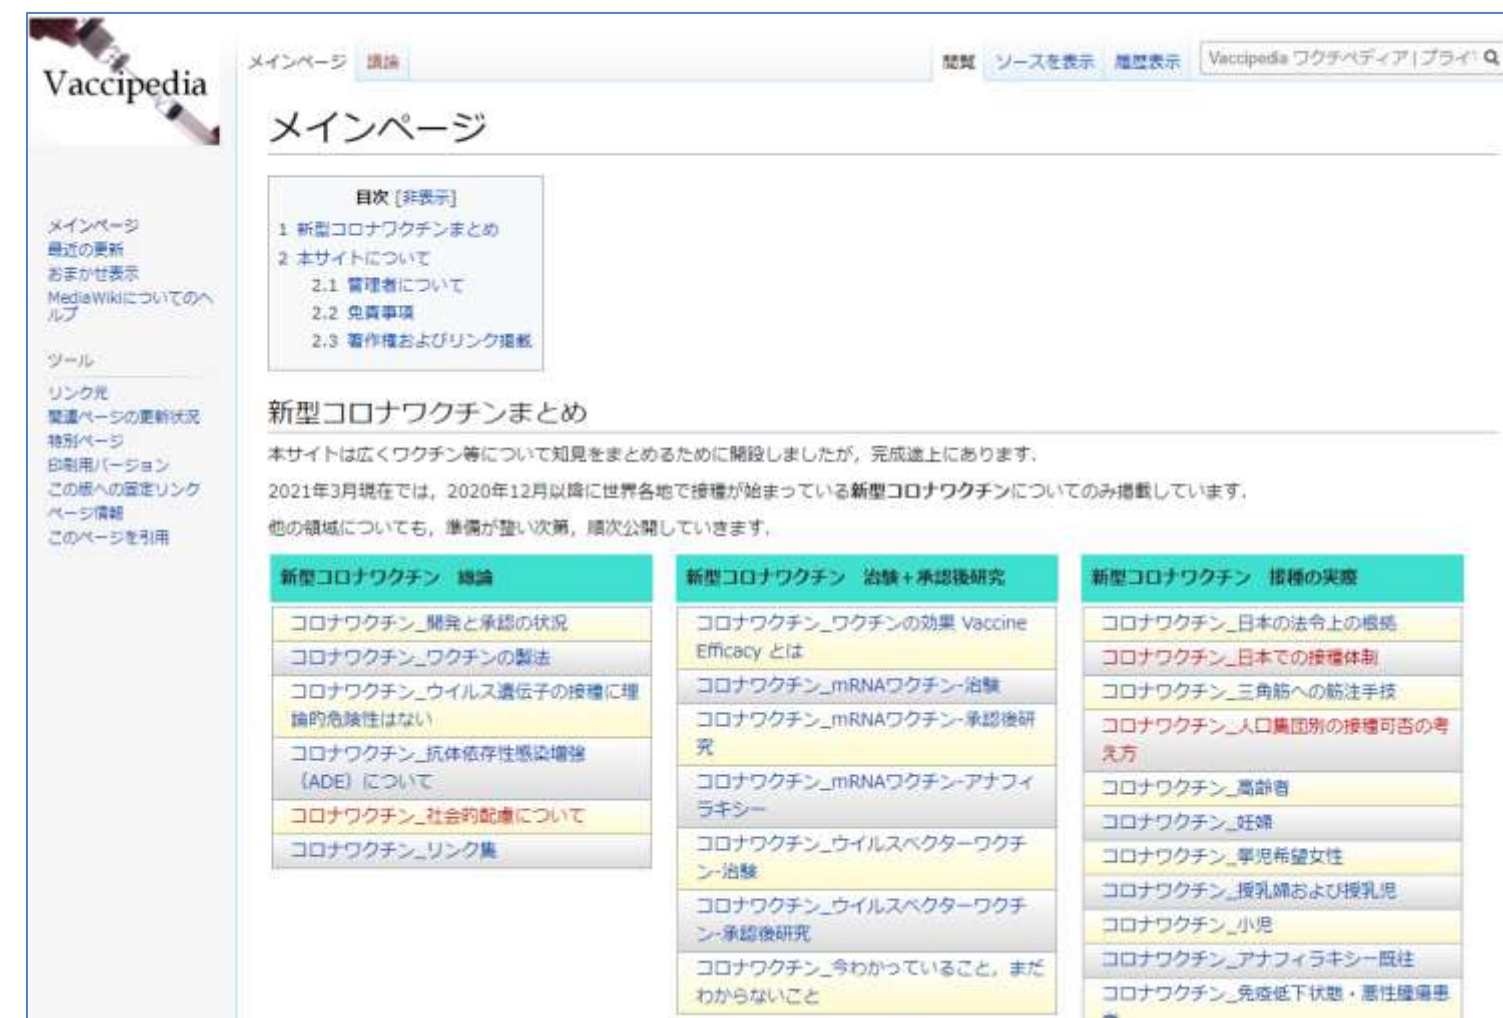 Vaccipedia
メインページ 議論
閲覧 ソースを表示 履歴表示
Vaccipedia ワクチペディア | プライ
メインページ
目次 [非表示]
1 新型コロナワクチンまとめ
2 本サイトについて
2.1 管理者について
2.2 免責事項
2.3 著作権およびリンク掲載
メインページ
最近の更新
おまかせ表示
MediaWikiについてのヘ
ルプ
ツール
リンク元
関連ページの更新状況
特別ページ
印刷用バージョン
この版への固定リンク
ページ情報
このページを引用
新型コロナワクチンまとめ
本サイトは広くワクチン等について知見をまとめるために開設しましたが，完成途上にあります．
2021年3月現在では，2020年12月以降に世界各地で接種が始まっている新型コロナワクチンについてのみ掲載しています．
他の領域についても，準備が整い次第，順次公開していきます．
新型コロナワクチン　総論
コロナワクチン_開発と承認の状況
コロナワクチン_ワクチンの製法
コロナワクチン_ウイルス遺伝子の接種に理
論的危険性はない
コロナワクチン_抗体依存性感染増強
（ADE）について
コロナワクチン_社会的配慮について
コロナワクチン_リンク集
新型コロナワクチン　治験＋承認後研究
コロナワクチン_ワクチンの効果 Vaccine
Efficacy とは
コロナワクチン_mRNAワクチン-治験
コロナワクチン_mRNAワクチン-承認後研
究
コロナワクチン_mRNAワクチン-アナフィ
ラキシー
コロナワクチン_ウイルスベクターワクチ
ン-治験
コロナワクチン_ウイルスベクターワクチ
ン-承認後研究
コロナワクチン_今わかっていること，まだ
わからないこと
新型コロナワクチン　接種の実際
コロナワクチン_日本の法令上の根拠
コロナワクチン_日本での接種体制
コロナワクチン_三角筋への筋注手技
コロナワクチン_人口集団別の接種可否の考
え方
コロナワクチン_高齢者
コロナワクチン_妊婦
コロナワクチン_挙児希望女性
コロナワクチン_授乳婦および授乳児
コロナワクチン_小児
コロナワクチン_アナフィラキシー既往
コロナワクチン_免疫低下状態・悪性腫瘍患